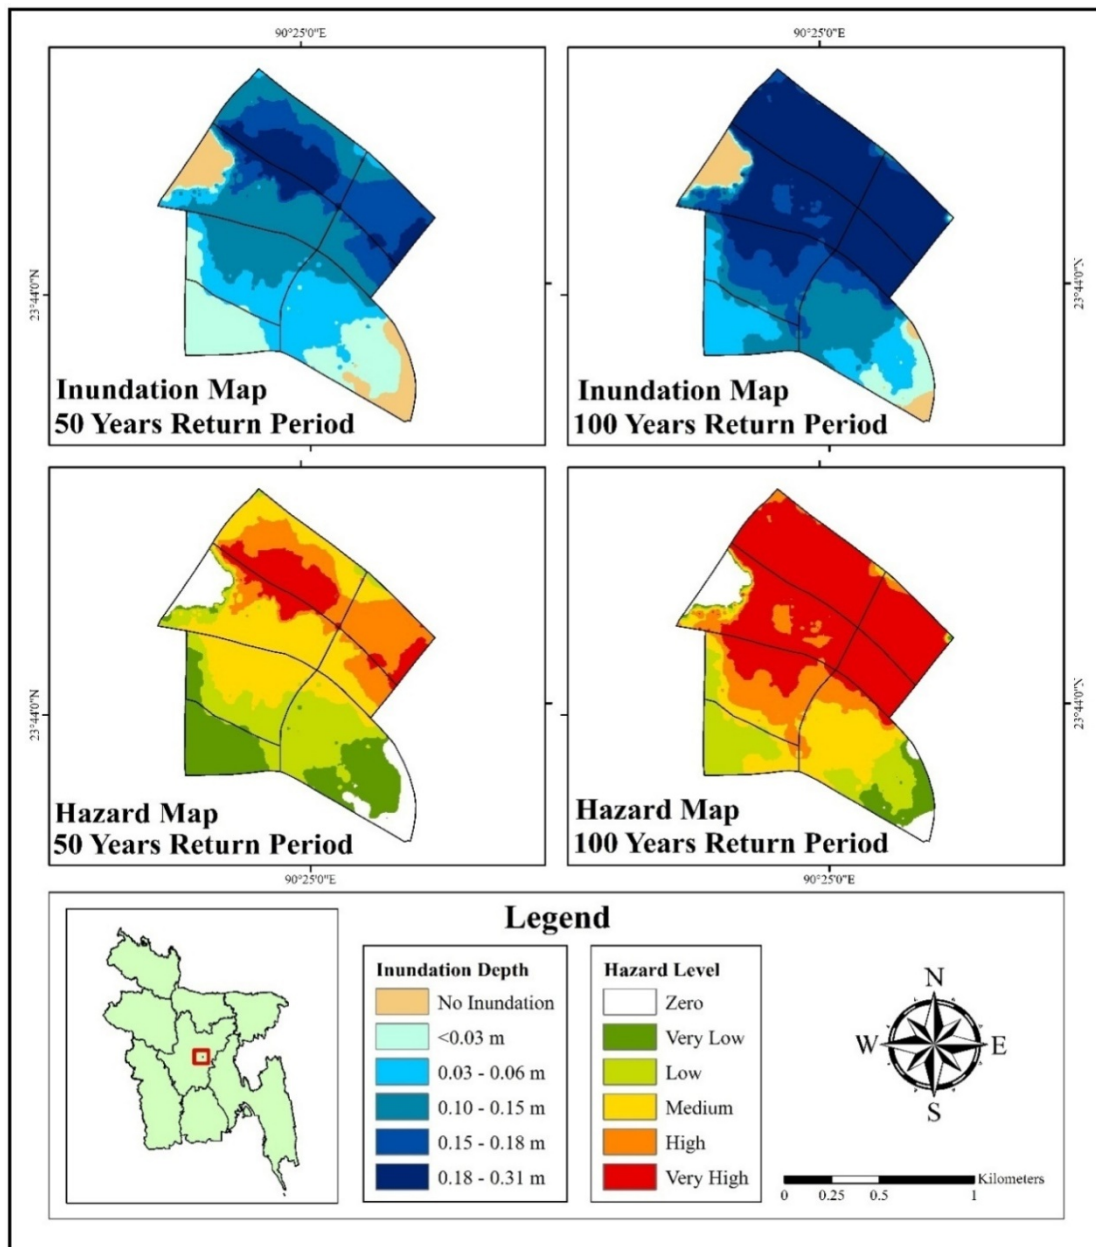 90°25'0"E
90°25'0"E
23°44'0"N
23°44'0"N
Inundation Map
50 Years Return Period
Inundation Map
100 Years Return Period
23°44'0"N
23°44'0"N
Hazard Map
50 Years Return Period
Hazard Map
100 Years Return Period
90°25'0"E
90°25'0"E
Legend
Inundation Depth
No Inundation
<0.03 m
0.03 - 0.06 m
0.10 - 0.15 m
0.15 - 0.18 m
0.18 - 0.31 m
Hazard Level
Zero
Very Low
Low
Medium
High
Very High
N
W
E
S
Kilometers
0 0.25 0.5 1